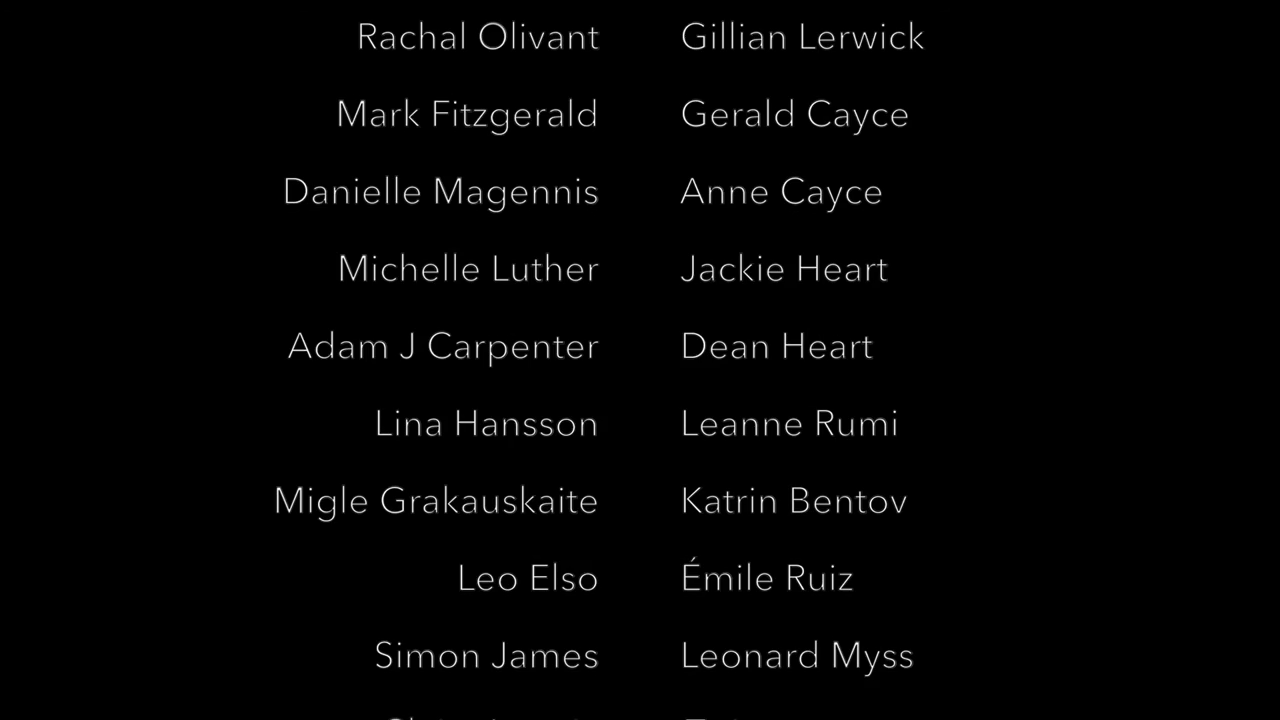 Rachal Olivant Gillian Lerwick
Mark Fitzgerald Gerald Cayce
Danielle Magennis Anne Cayce
Michelle Luther Jackie Heart
Adam J Carpenter Dean Heart
Lina Hansson Leanne Rumi
Migle Grakauskaite Katrin Bentov
Leo Elso Émile Ruiz
Simon James Leonard Myss